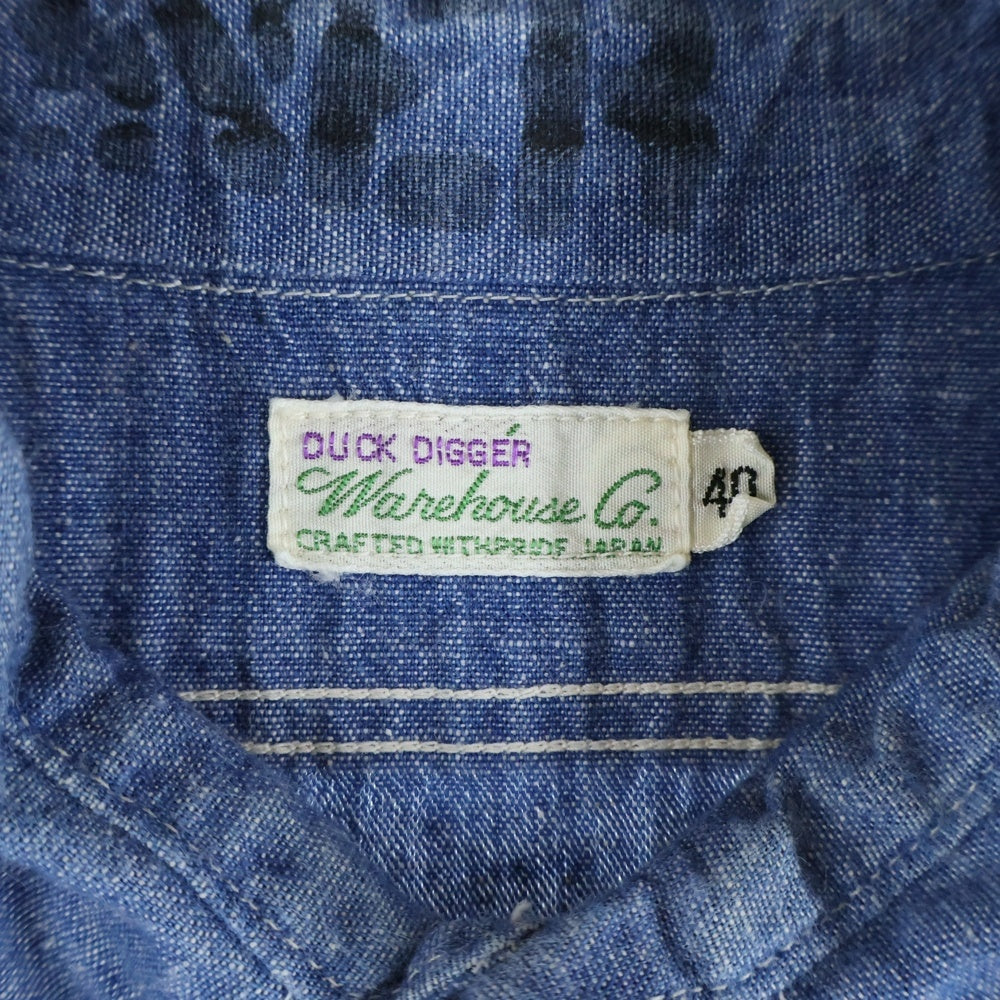 DUCK DIGGER
Warehouse Co.
CRAFTED WITH PRIDE JAPAN
40